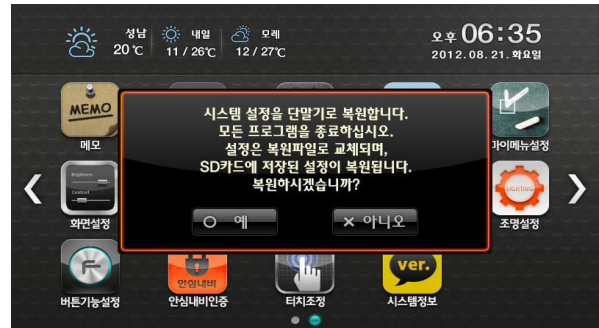 성남
20℃
내일
11 / 26℃
모레
12 / 27℃
오후 06:35
2012.08.21.화요일
MEMO
메모
시스템 설정을 단말기로 복원합니다.
모든 프로그램을 종료하십시오.
설정은 복원파일로 교체되며,
SD카드에 저장된 설정이 복원됩니다.
복원하시겠습니까?
예
아니오
마이메뉴설정
Brightness
Contrast
화면설정
LIGHTING
조명설정
버튼기능설정
안심내비
안심내비인증
터치조정
ver.
시스템정보